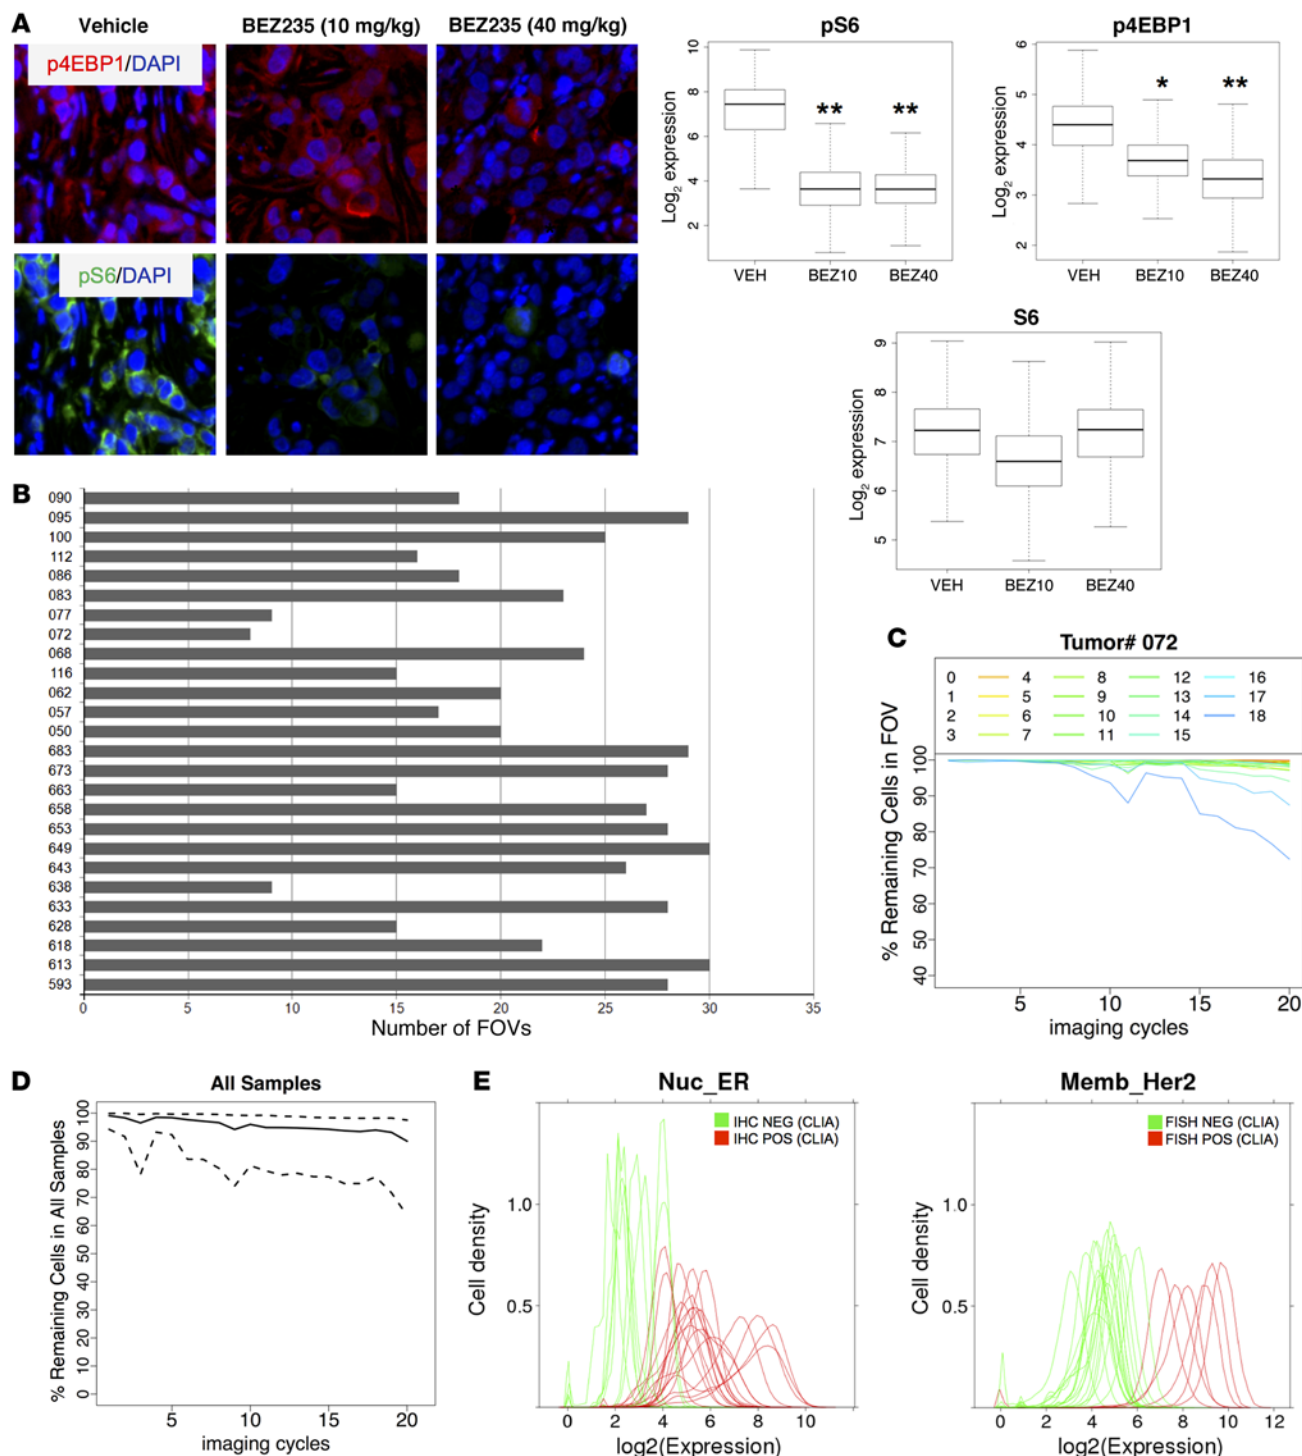 A
Vehicle
BEZ235 (10 mg/kg)
BEZ235 (40 mg/kg)
p4EBP1/DAPI
pS6/DAPI
pS6
Log2 expression
10
8
6
4
2
**
**
VEH
BEZ10
BEZ40
p4EBP1
Log2 expression
6
5
4
3
2
*
**
VEH
BEZ10
BEZ40
S6
Log2 expression
9
8
7
6
5
VEH
BEZ10
BEZ40
B
090
095
100
112
086
083
077
072
068
116
062
057
050
683
673
663
658
653
649
643
638
633
628
618
613
593
0 5 10 15 20 25 30 35
Number of FOVs
C
Tumor# 072
0 4 8 12 16
1 5 9 13 17
2 6 10 14 18
3 7 11 15
% Remaining Cells in FOV
100
90
80
70
60
50
40
5 10 15 20
imaging cycles
D
All Samples
% Remaining Cells in All Samples
100
90
80
70
60
50
40
30
20
10
0
5 10 15 20
imaging cycles
E
Nuc_ER
IHC NEG (CLIA)
IHC POS (CLIA)
Cell density
1.0
0.5
0 2 4 6 8 10
log2(Expression)
Memb_Her2
FISH NEG (CLIA)
FISH POS (CLIA)
Cell density
1.0
0.5
0 2 4 6 8 10 12
log2(Expression)